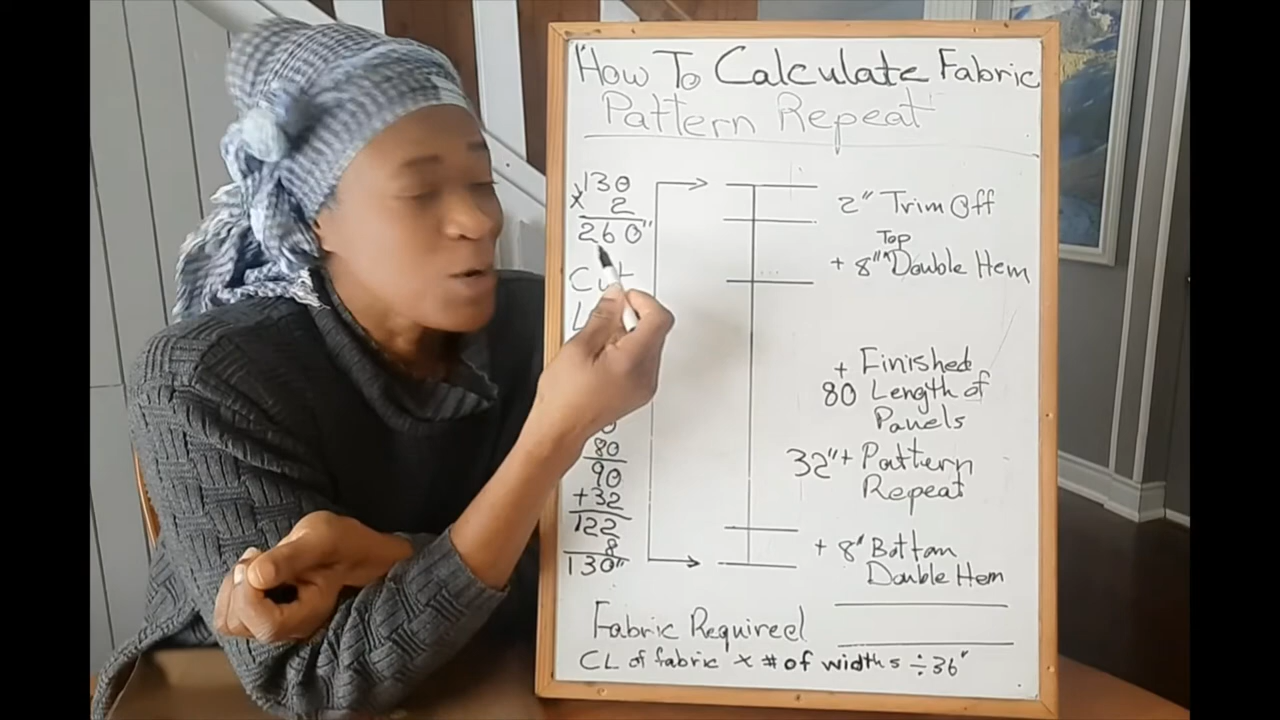 "How To Calculate Fabric
Pattern Repeat"
130
x 2
260"
Cut
80
90
+32
122
8
130"
2" Trim Off
Top
+ 8" Double Hem
+ Finished
80 Length of
Panels
32" + Pattern
Repeat
+ 8" Bottom
Double Hem
Fabric Required
CL of fabric x # of widths ÷ 36"